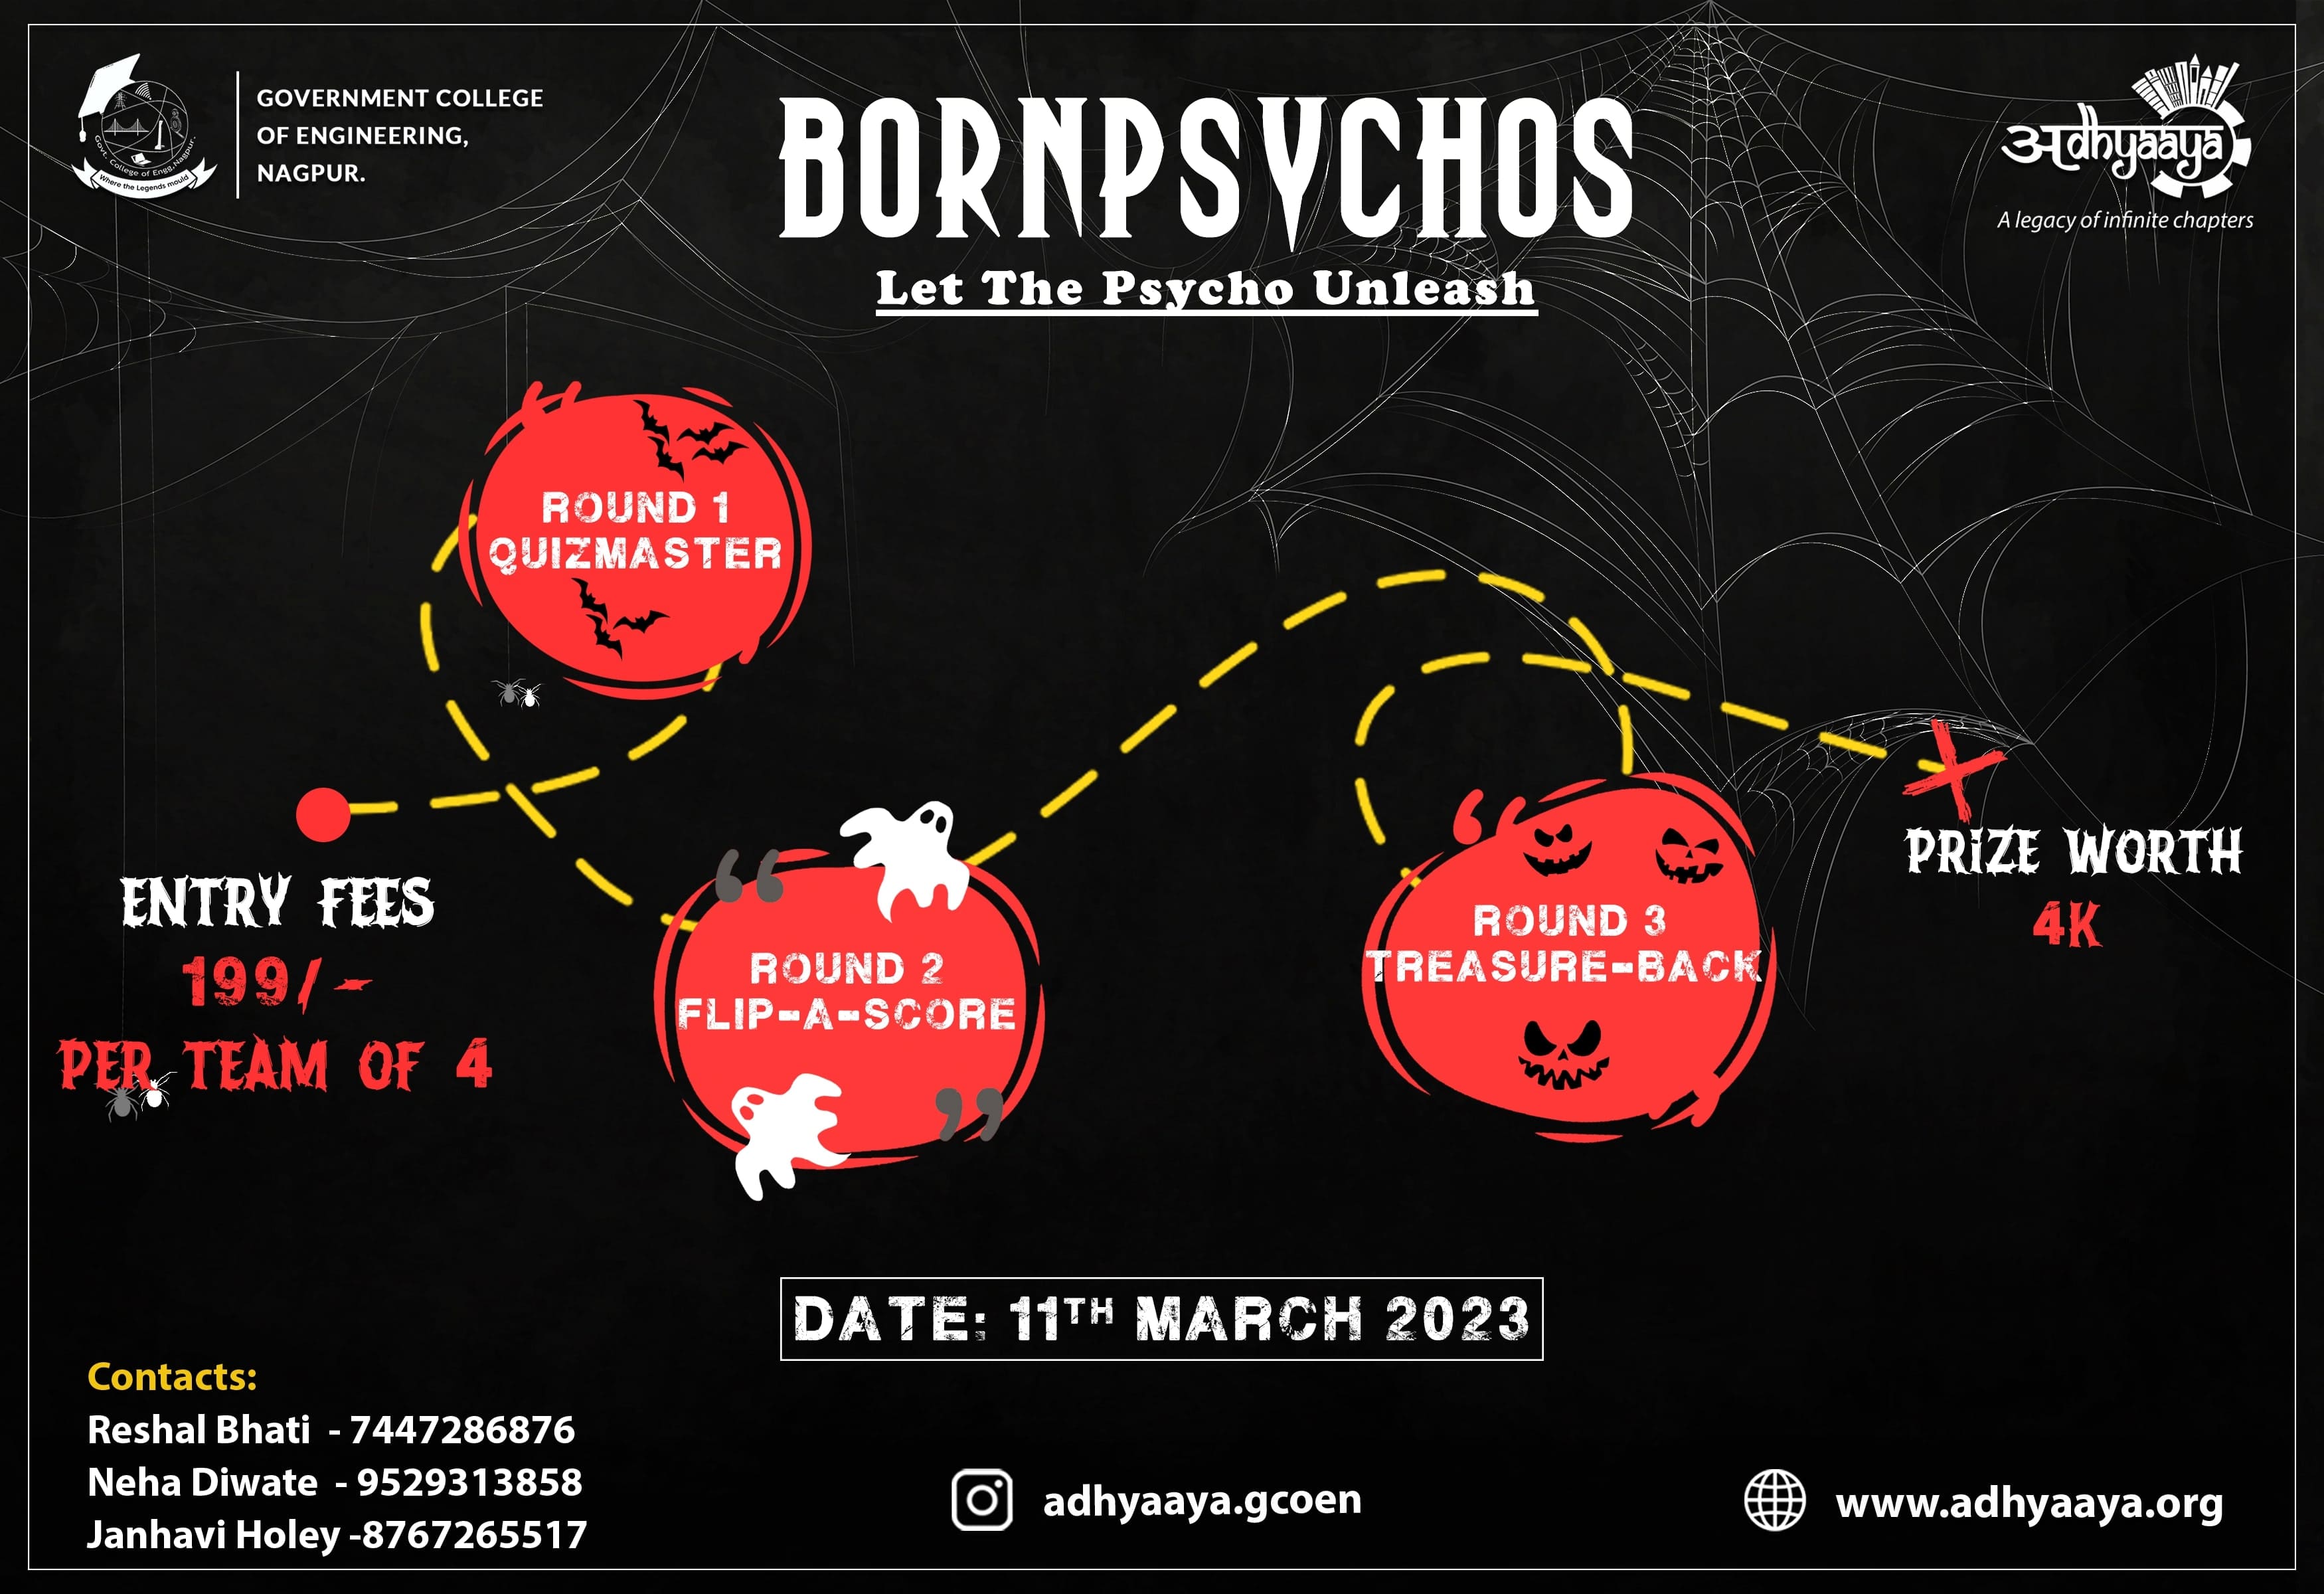 GOVERNMENT COLLEGE
OF ENGINEERING,
NAGPUR.
Govt. College of Engg. Nagpur.
Where the Legends mould
BORNPSYCHOS
Let The Psycho Unleash
अdhyaaya
A legacy of infinite chapters
ROUND 1
QUIZMASTER
ENTRY FEES
199/-
PER TEAM OF 4
ROUND 2
FLIP-A-SCORE
ROUND 3
TREASURE-BACK
PRIZE WORTH
4K
DATE: 11TH MARCH 2023
Contacts:
Reshal Bhati - 7447286876
Neha Diwate - 9529313858
Janhavi Holey -8767265517
adhyaaya.gcoen
www.adhyaaya.org